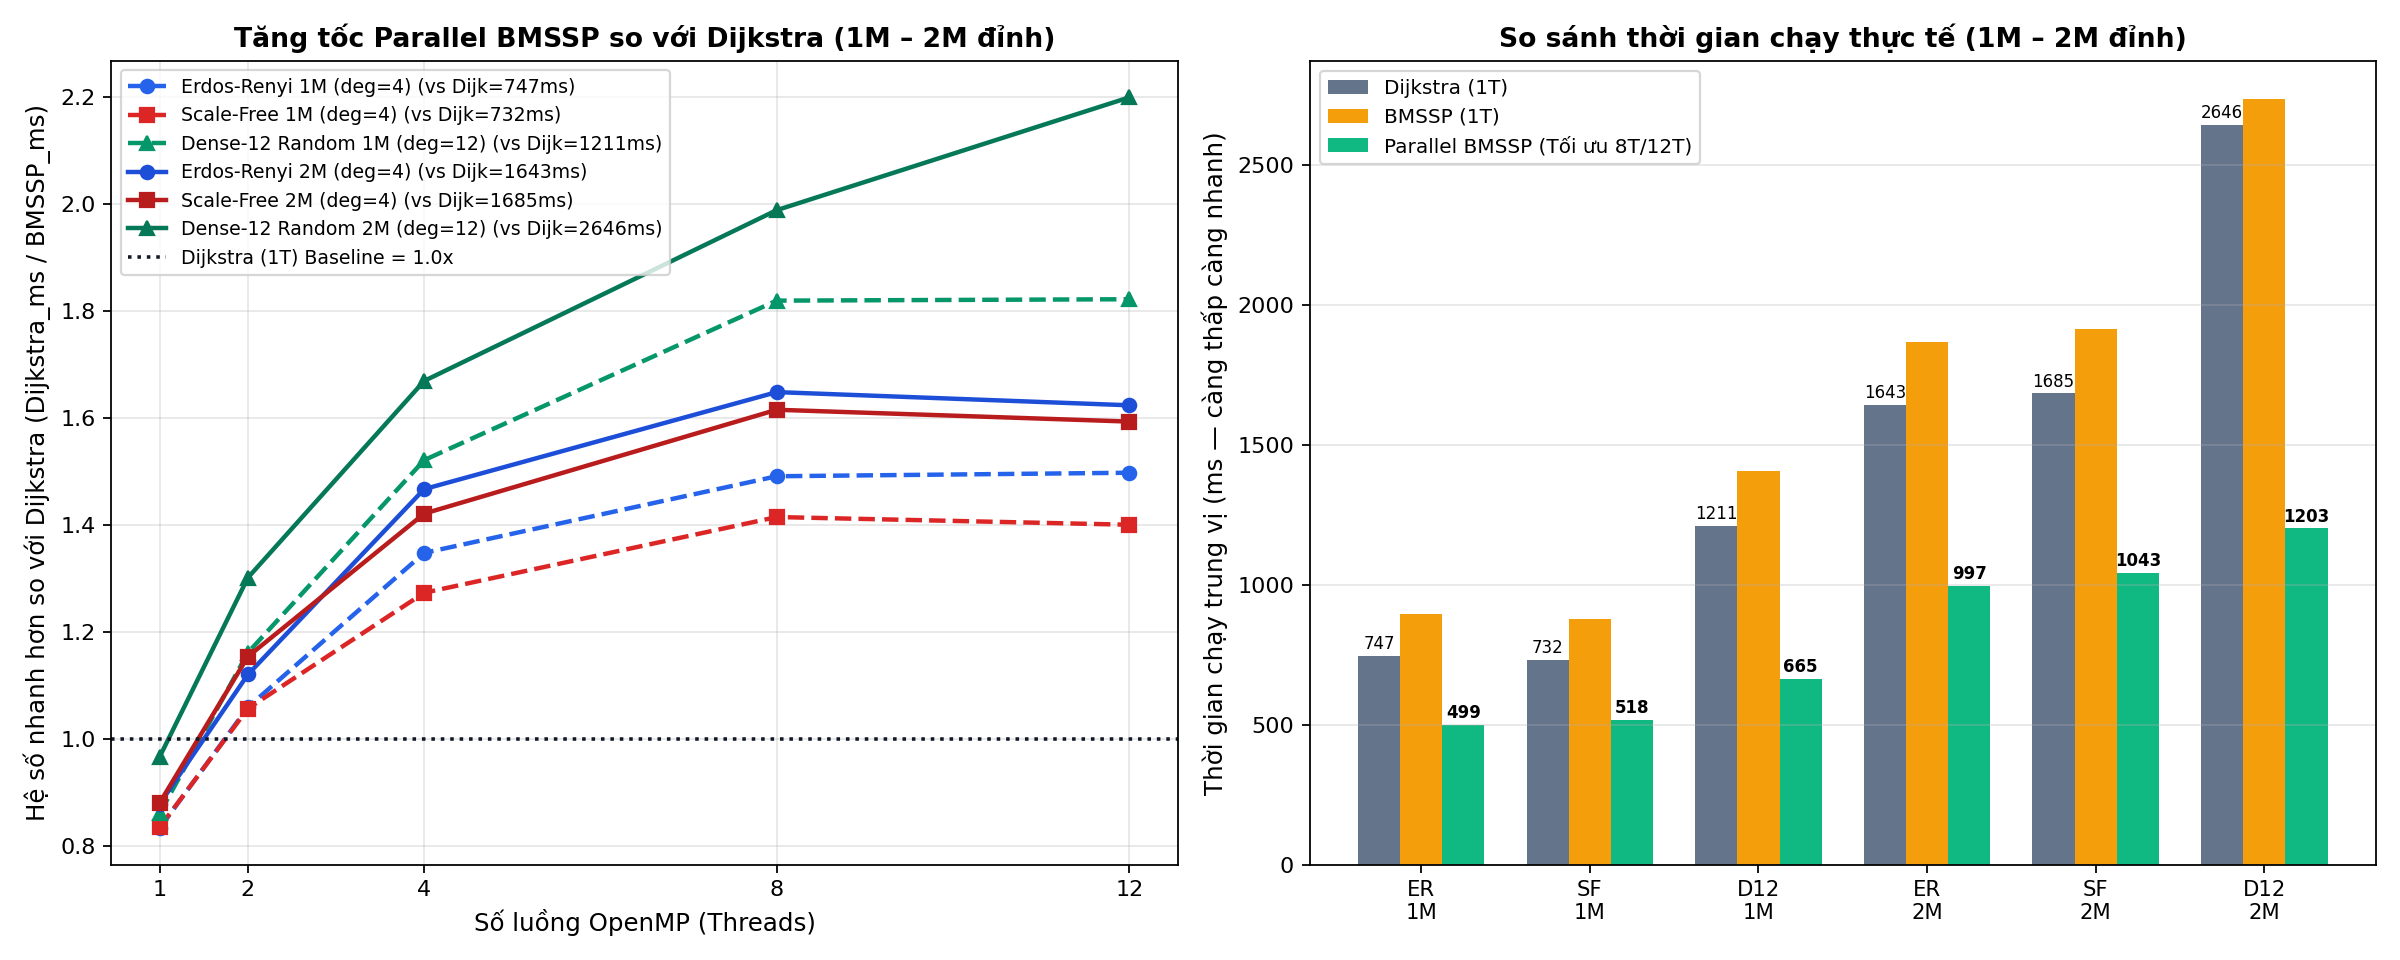 Tăng tốc Parallel BMSSP so với Dijkstra (1M – 2M đỉnh)
Hệ số nhanh hơn so với Dijkstra (Dijkstra_ms / BMSSP_ms)
Erdos-Renyi 1M (deg=4) (vs Dijk=747ms)
Scale-Free 1M (deg=4) (vs Dijk=732ms)
Dense-12 Random 1M (deg=12) (vs Dijk=1211ms)
Erdos-Renyi 2M (deg=4) (vs Dijk=1643ms)
Scale-Free 2M (deg=4) (vs Dijk=1685ms)
Dense-12 Random 2M (deg=12) (vs Dijk=2646ms)
Dijkstra (1T) Baseline = 1.0x
2.2
2.0
1.8
1.6
1.4
1.2
1.0
0.8
1 2 4 8 12
Số luồng OpenMP (Threads)
So sánh thời gian chạy thực tế (1M – 2M đỉnh)
Thời gian chạy trung vị (ms — càng thấp càng nhanh)
Dijkstra (1T)
BMSSP (1T)
Parallel BMSSP (Tối ưu 8T/12T)
2500
2000
1500
1000
500
0
747
499
732
518
1211
665
1643
997
1685
1043
2646
1203
ER SF D12 ER SF D12
1M 1M 1M 2M 2M 2M